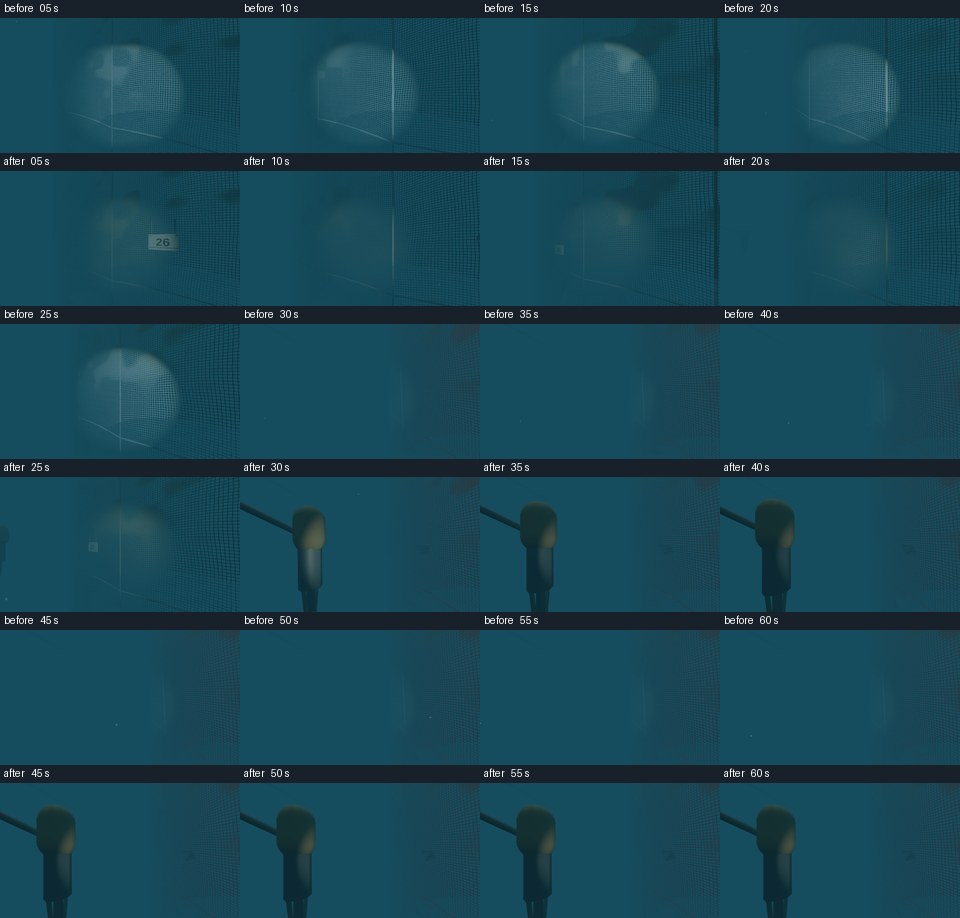 before 05 s
before 10 s
before 15 s
before 20 s
after 05 s
after 10 s
after 15 s
after 20 s
26
before 25 s
before 30 s
before 35 s
before 40 s
after 25 s
after 30 s
after 35 s
after 40 s
before 45 s
before 50 s
before 55 s
before 60 s
after 45 s
after 50 s
after 55 s
after 60 s